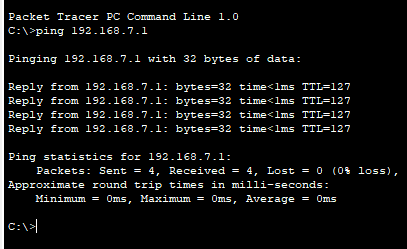 Packet Tracer PC Command Line 1.0
C:\>ping 192.168.7.1
Pinging 192.168.7.1 with 32 bytes of data:
Reply from 192.168.7.1: bytes=32 time<1ms TTL=127
Reply from 192.168.7.1: bytes=32 time<1ms TTL=127
Reply from 192.168.7.1: bytes=32 time<1ms TTL=127
Reply from 192.168.7.1: bytes=32 time<1ms TTL=127
Ping statistics for 192.168.7.1:
    Packets: Sent = 4, Received = 4, Lost = 0 (0% loss),
Approximate round trip times in milli-seconds:
    Minimum = 0ms, Maximum = 0ms, Average = 0ms
C:\>